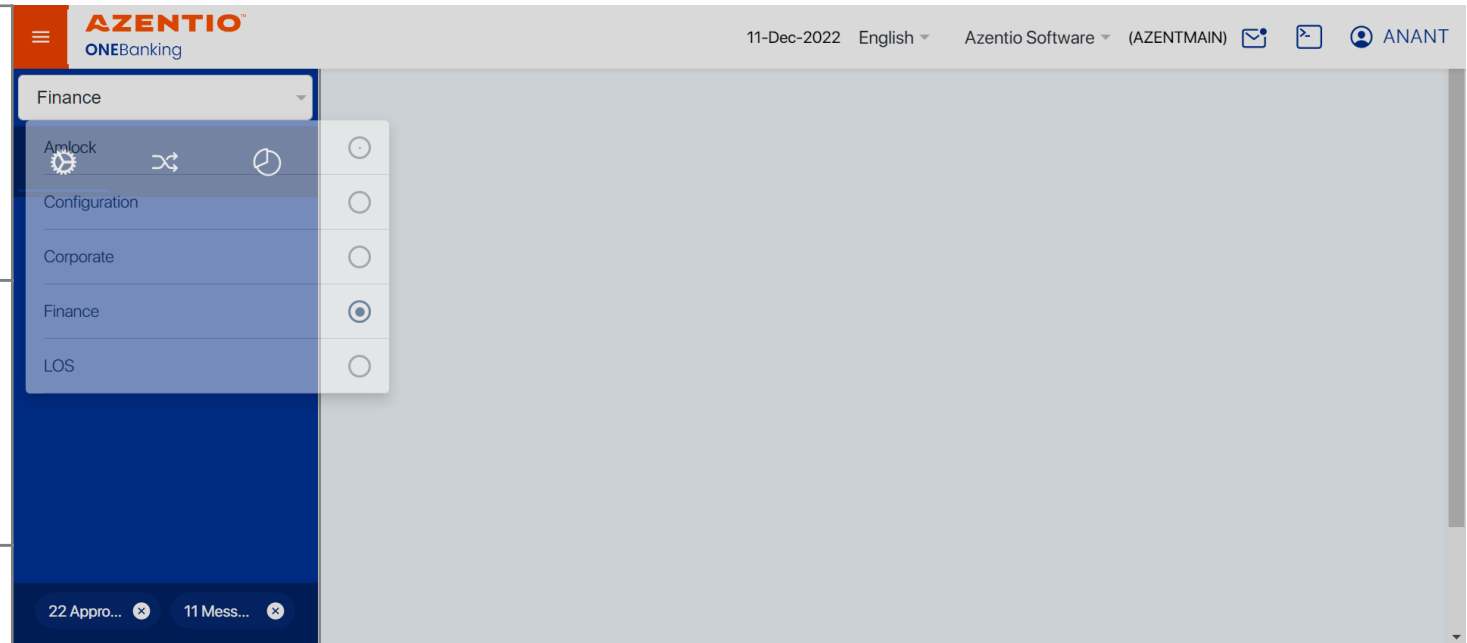 AZENTIO™
ONEBanking
11-Dec-2022 English Azentio Software (AZENTMAIN) ANANT
Finance
Amlock
Configuration
Corporate
Finance
LOS
22 Appro... 11 Mess...